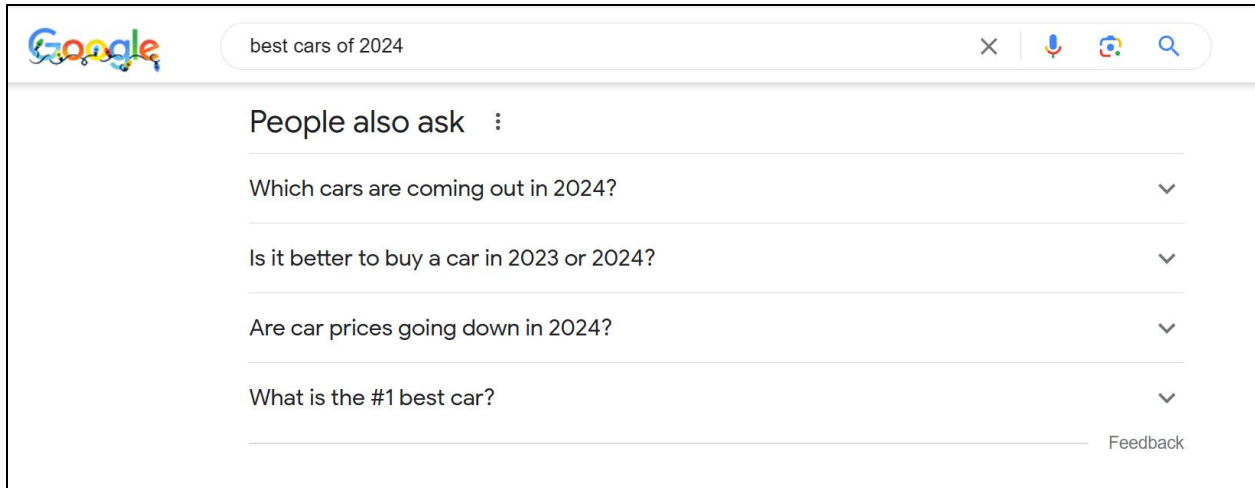 Google
best cars of 2024
People also ask
Which cars are coming out in 2024?
Is it better to buy a car in 2023 or 2024?
Are car prices going down in 2024?
What is the #1 best car?
Feedback